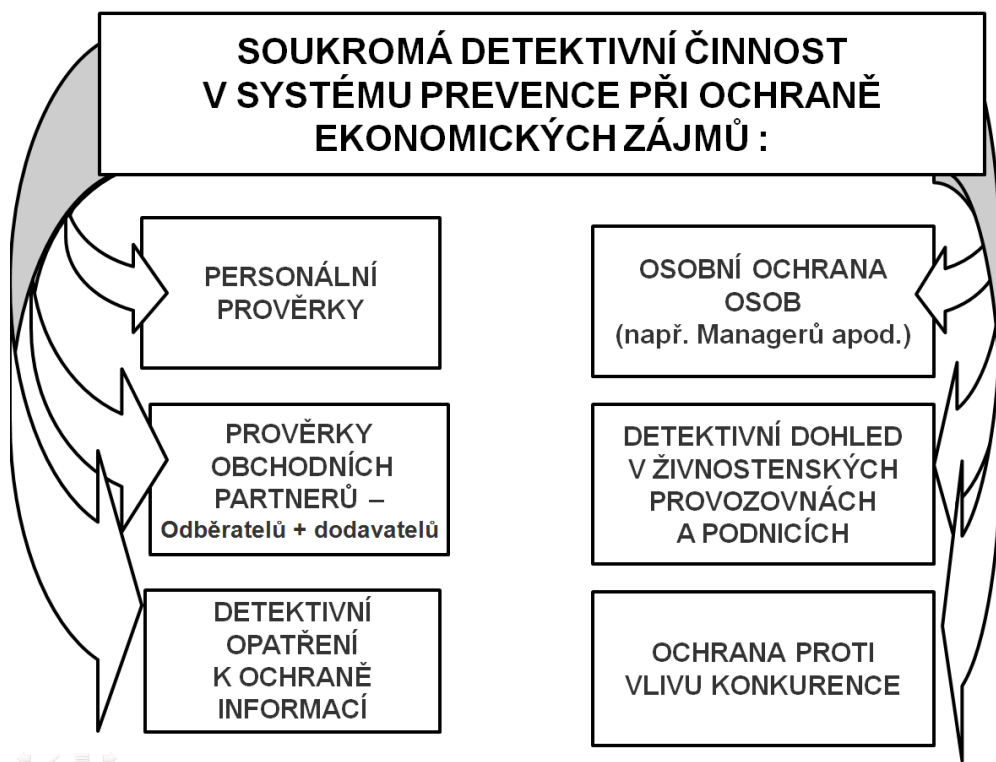 SOUKROMÁ DETEKTIVNÍ ČINNOST
V SYSTÉMU PREVENCE PŘI OCHRANĚ
EKONOMICKÝCH ZÁJMŮ :
PERSONÁLNÍ
PROVĚRKY
PROVĚRKY
OBCHODNÍCH
PARTNERŮ –
Odběratelů + dodavatelů
DETEKTIVNÍ
OPATŘENÍ
K OCHRANĚ
INFORMACÍ
OSOBNÍ OCHRANA
OSOB
(např. Managerů apod.)
DETEKTIVNÍ DOHLED
V ŽIVNOSTENSKÝCH
PROVOZOVNÁCH
A PODNICÍCH
OCHRANA PROTI
VLIVU KONKURENCE